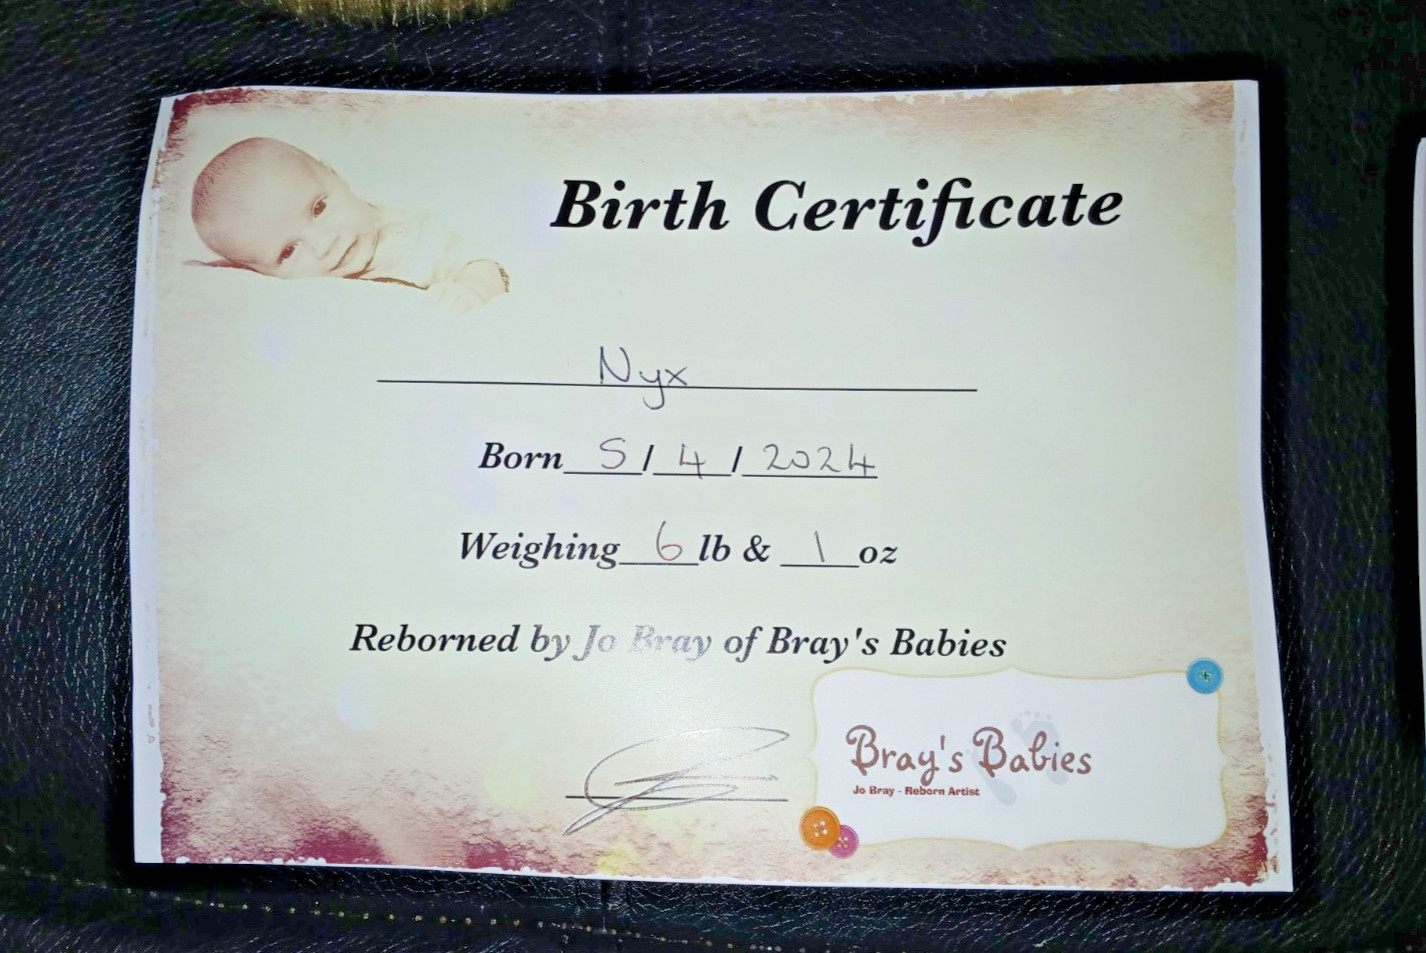 Birth Certificate
Nyx
Born 5/4/2024
Weighing 6 lb & 1 oz
Reborned by Jo Bray of Bray's Babies
Bray's Babies
Jo Bray - Reborn Artist